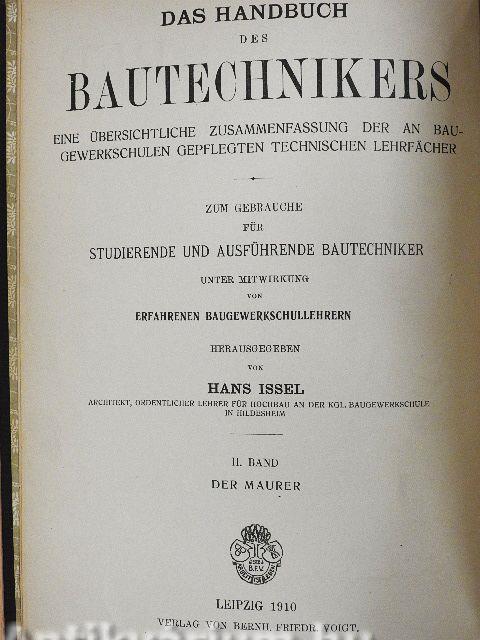 DAS HANDBUCH
DES
BAUTECHNIKERS
EINE ÜBERSICHTLICHE ZUSAMMENFASSUNG DER AN BAU-
GEWERKSCHULEN GEPFLEGTEN TECHNISCHEN LEHRFÄCHER
ZUM GEBRAUCHE
FÜR
STUDIERENDE UND AUSFÜHRENDE BAUTECHNIKER
UNTER MITWIRKUNG
VON
ERFAHRENEN BAUGEWERKSCHULLEHRERN
HERAUSGEGEBEN
VON
HANS ISSEL
ARCHITEKT, ORDENTLICHER LEHRER FÜR HOCHBAU AN DER KGL. BAUGEWERKSCHULE
IN HILDESHEIM
II. BAND
DER MAURER
B.F.V.
LEIPZIG 1910
VERLAG VON BERNH. FRIEDR. VOIGT.